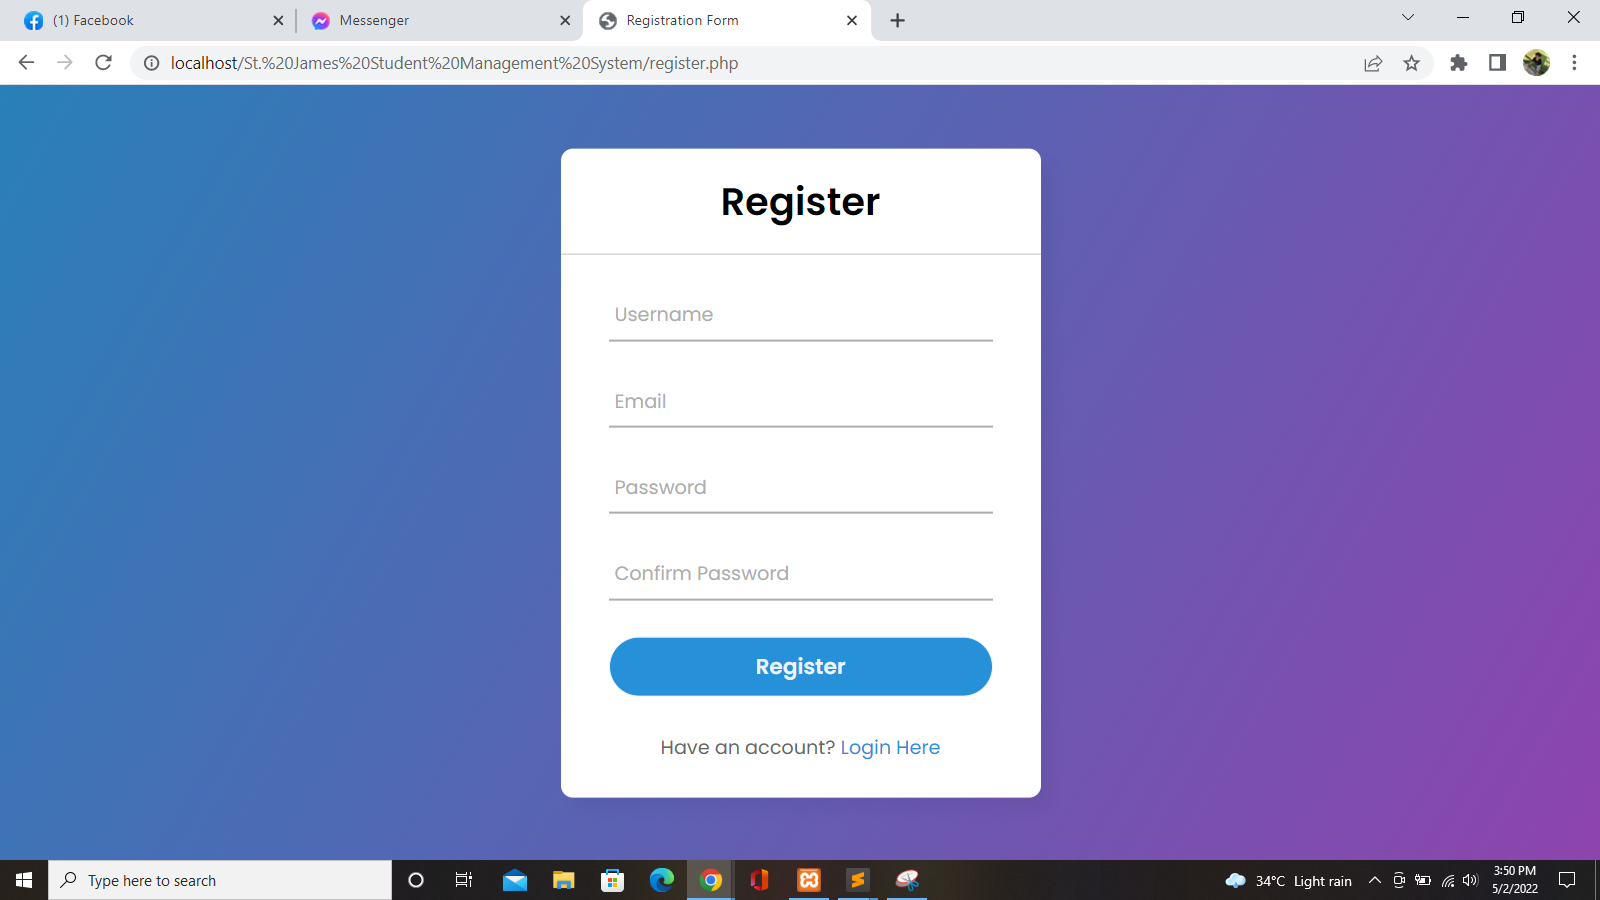 (1) Facebook
Messenger
Registration Form
localhost/St.%20James%20Student%20Management%20System/register.php
Register
Username
Email
Password
Confirm Password
Register
Have an account? Login Here
Type here to search
34°C Light rain
3:50 PM
5/2/2022